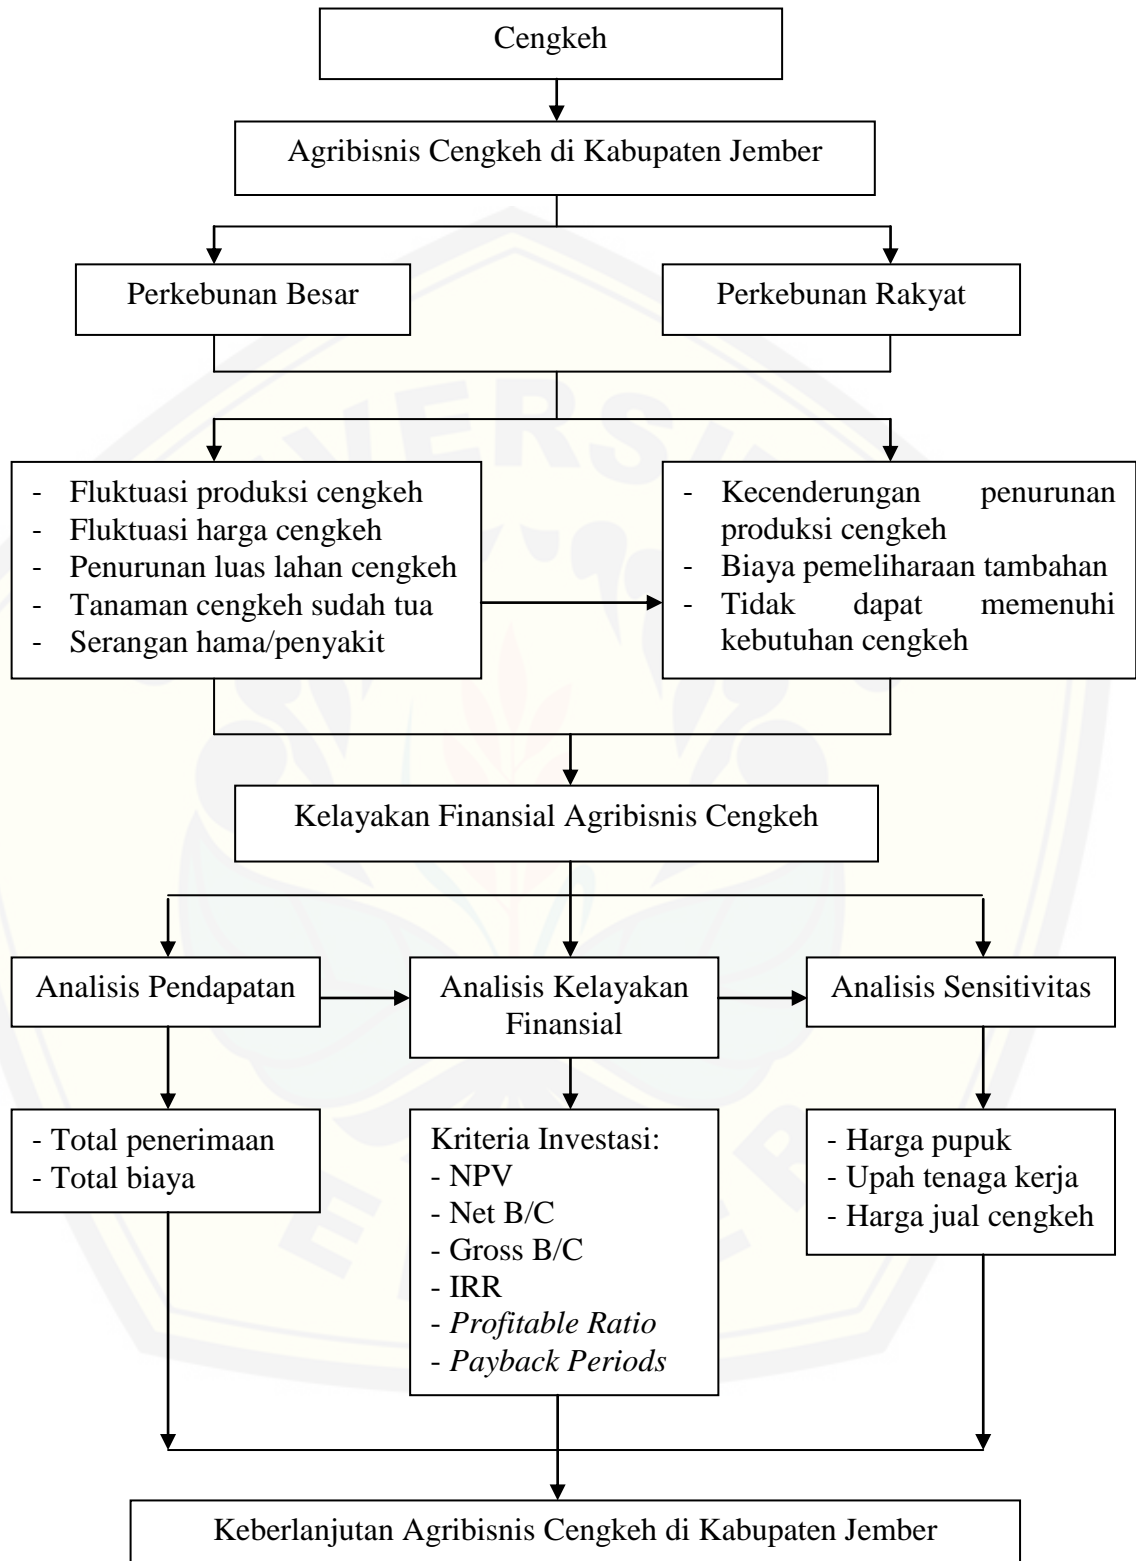 Cengkeh
Agribisnis Cengkeh di Kabupaten Jember
Perkebunan Besar
Perkebunan Rakyat
- Fluktuasi produksi cengkeh
- Fluktuasi harga cengkeh
- Penurunan luas lahan cengkeh
- Tanaman cengkeh sudah tua
- Serangan hama/penyakit
- Kecenderungan penurunan
produksi cengkeh
- Biaya pemeliharaan tambahan
- Tidak dapat memenuhi
kebutuhan cengkeh
Kelayakan Finansial Agribisnis Cengkeh
Analisis Pendapatan
Analisis Kelayakan
Finansial
Analisis Sensitivitas
- Total penerimaan
- Total biaya
Kriteria Investasi:
- NPV
- Net B/C
- Gross B/C
- IRR
- Profitable Ratio
- Payback Periods
- Harga pupuk
- Upah tenaga kerja
- Harga jual cengkeh
Keberlanjutan Agribisnis Cengkeh di Kabupaten Jember